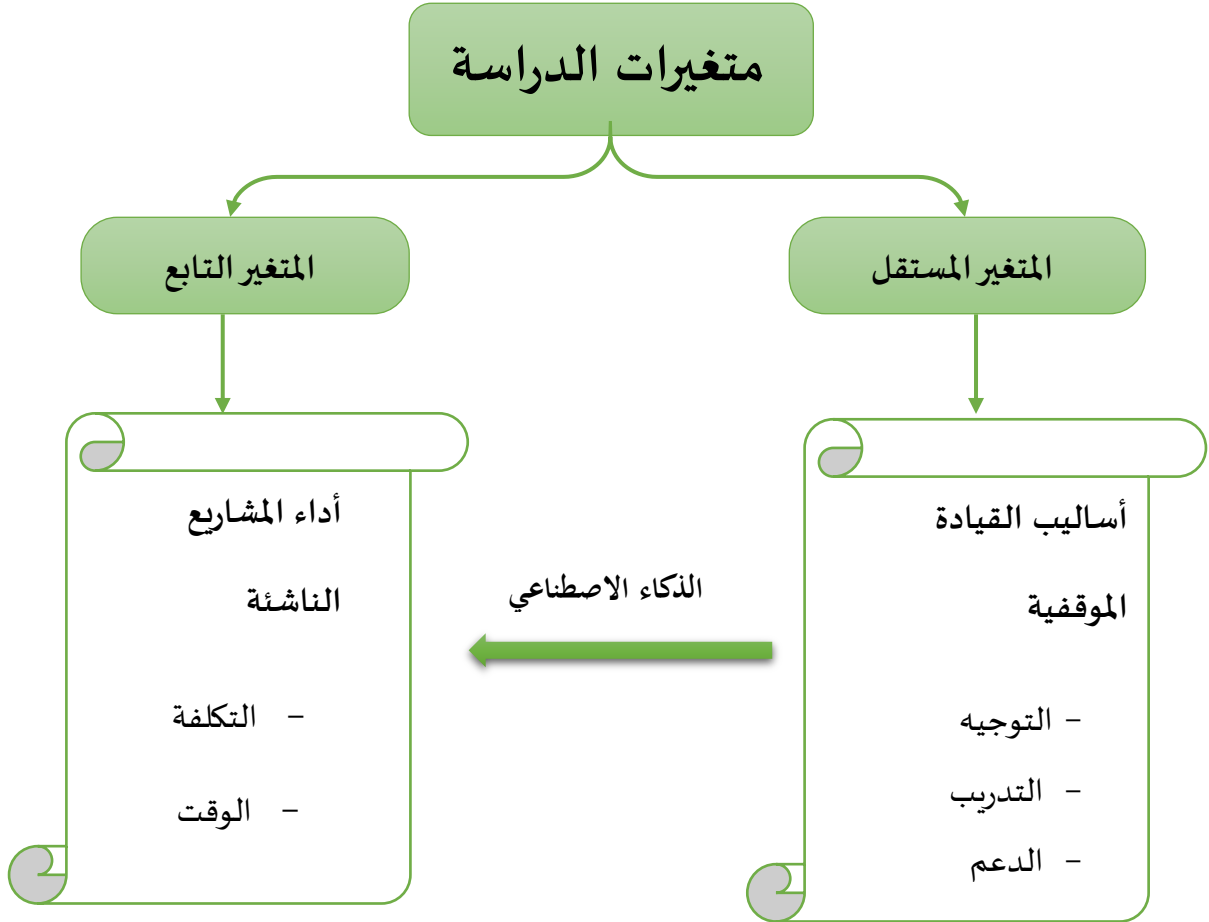 متغيرات الدراسة
المتغير المستقل
المتغير التابع
أساليب القيادة
الموقفية
- التوجيه
- التدريب
- الدعم
الذكاء الاصطناعي
أداء المشاريع
الناشئة
- التكلفة
- الوقت